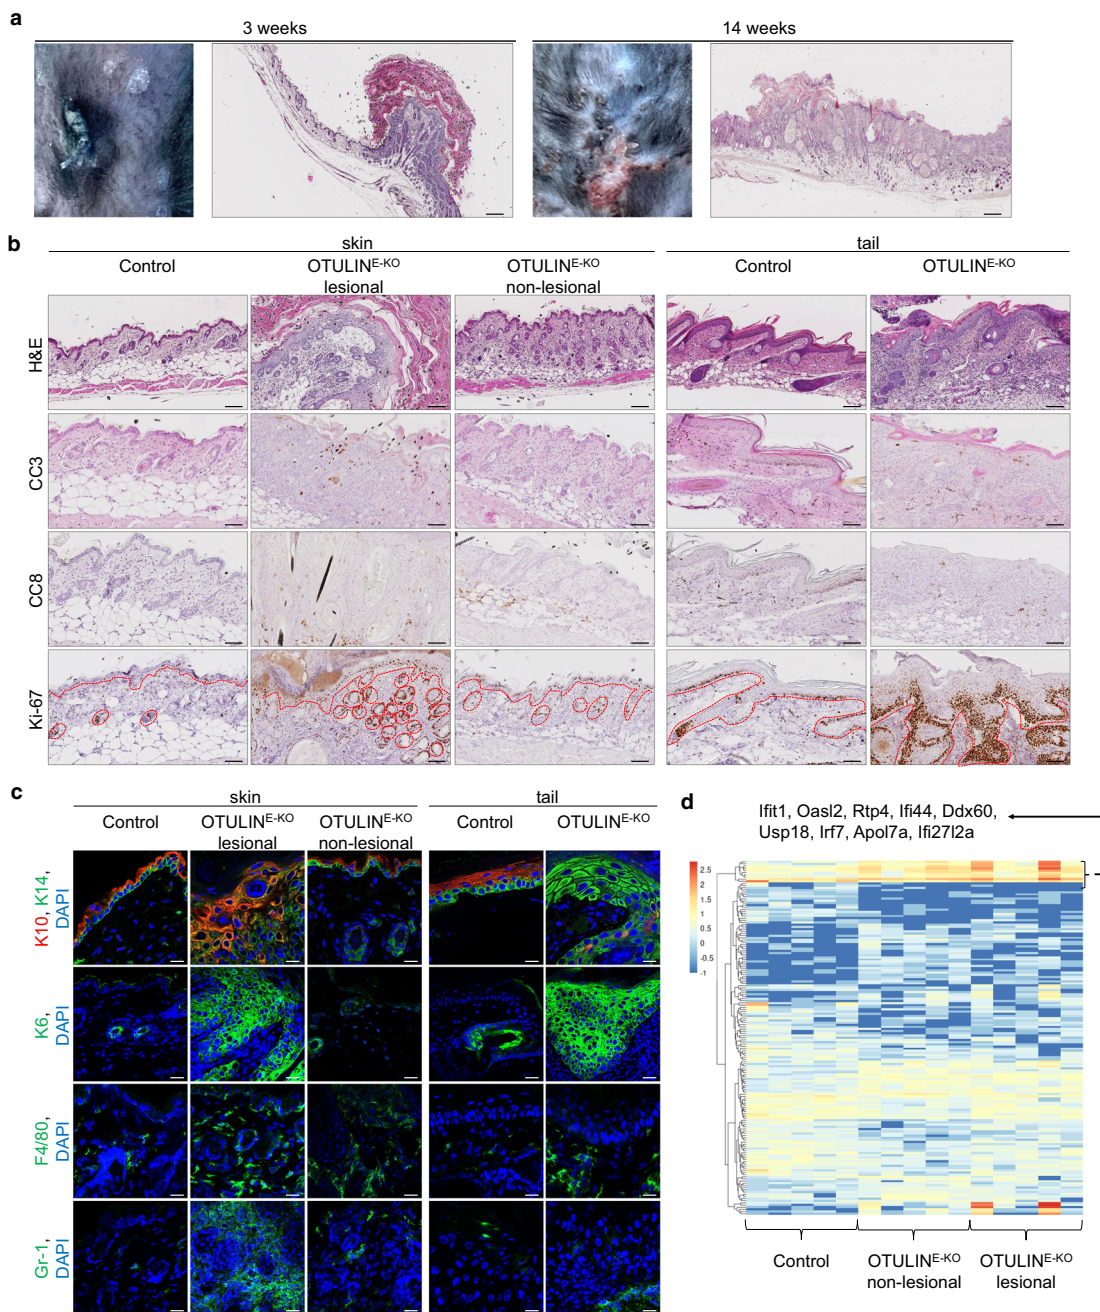 a
3 weeks
14 weeks
b
skin
tail
Control
OTULINE-KO
lesional
OTULINE-KO
non-lesional
Control
OTULINE-KO
H&E
CC3
CC8
Ki-67
c
skin
tail
Control
OTULINE-KO
lesional
OTULINE-KO
non-lesional
Control
OTULINE-KO
K10, K14,
DAPI
K6,
DAPI
F4/80,
DAPI
Gr-1,
DAPI
d
Ifit1, Oasl2, Rtp4, Ifi44, Ddx60,
Usp18, Irf7, Apol7a, Ifi27l2a
2.5
2
1.5
1
0.5
0
-0.5
-1
Control
OTULINE-KO
non-lesional
OTULINE-KO
lesional